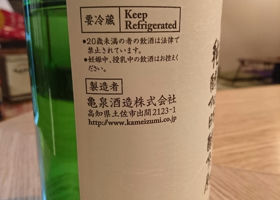 要冷蔵 Keep Refrigerated
•20歳未満の者の飲酒は法律で
禁止されています。
•妊娠中、授乳中の飲酒はお控えく
ださい。
製造者
亀泉酒造株式会社
高知県土佐市出間2123-1
http://www.kameizumi.co.jp